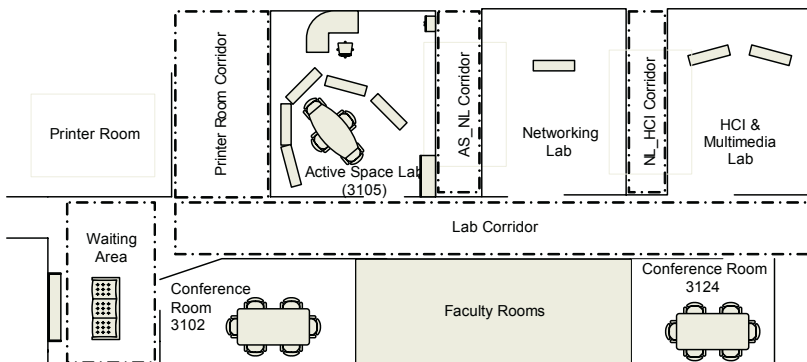 Printer Room
Printer Room Corridor
Active Space Lab
(3105)
AS_NL Corridor
Networking
Lab
NL_HCI Corridor
HCI &
Multimedia
Lab
Lab Corridor
Waiting
Area
Conference
Room
3102
Faculty Rooms
Conference Room
3124